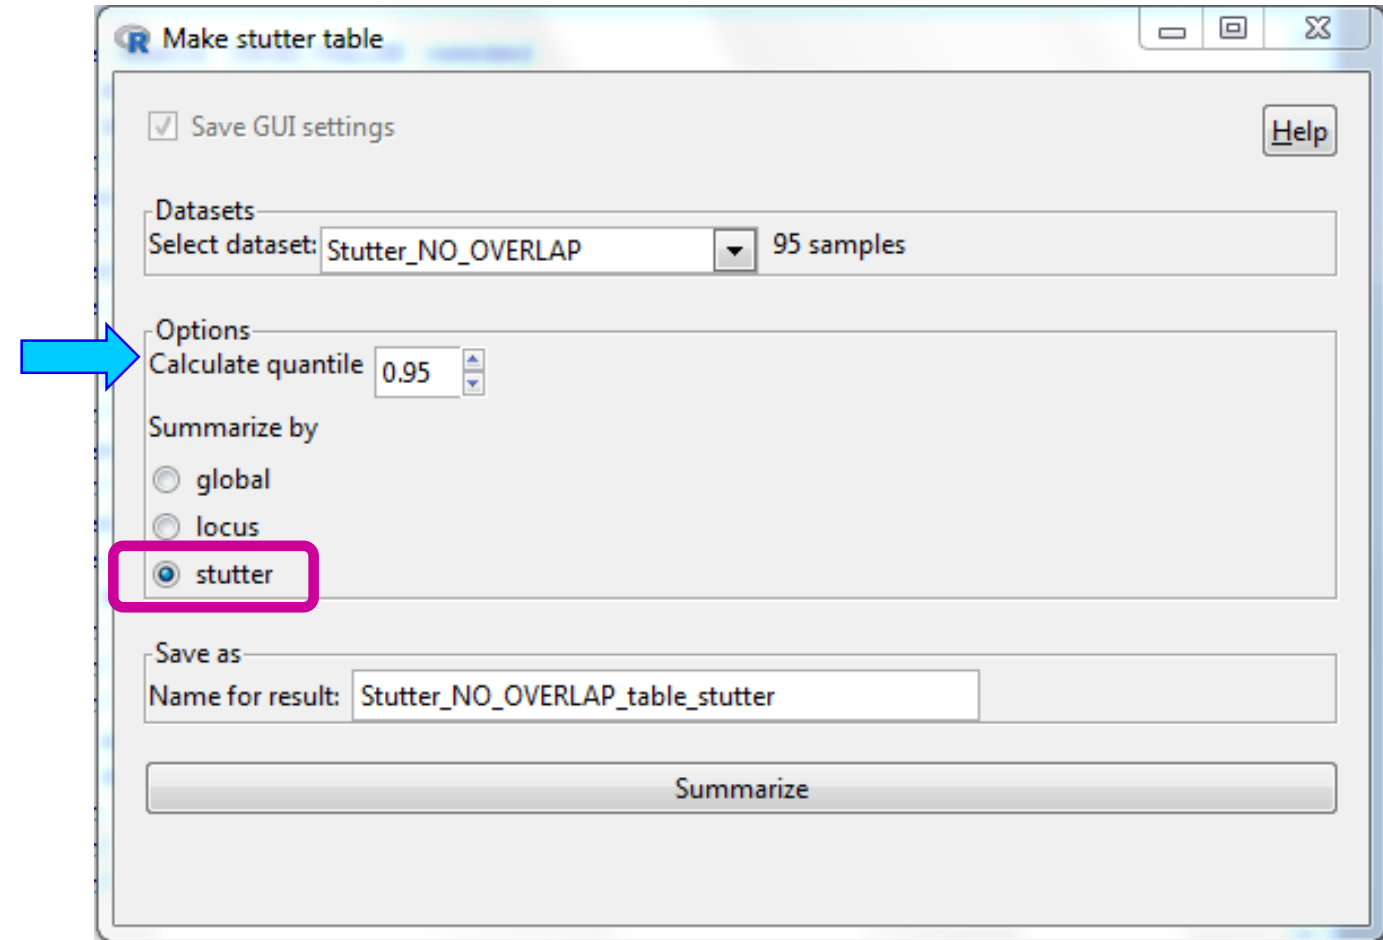 Make stutter table
Save GUI settings
Help
Datasets
Select dataset: Stutter_NO_OVERLAP 95 samples
Options
Calculate quantile 0.95
Summarize by
global
locus
stutter
Save as
Name for result: Stutter_NO_OVERLAP_table_stutter
Summarize